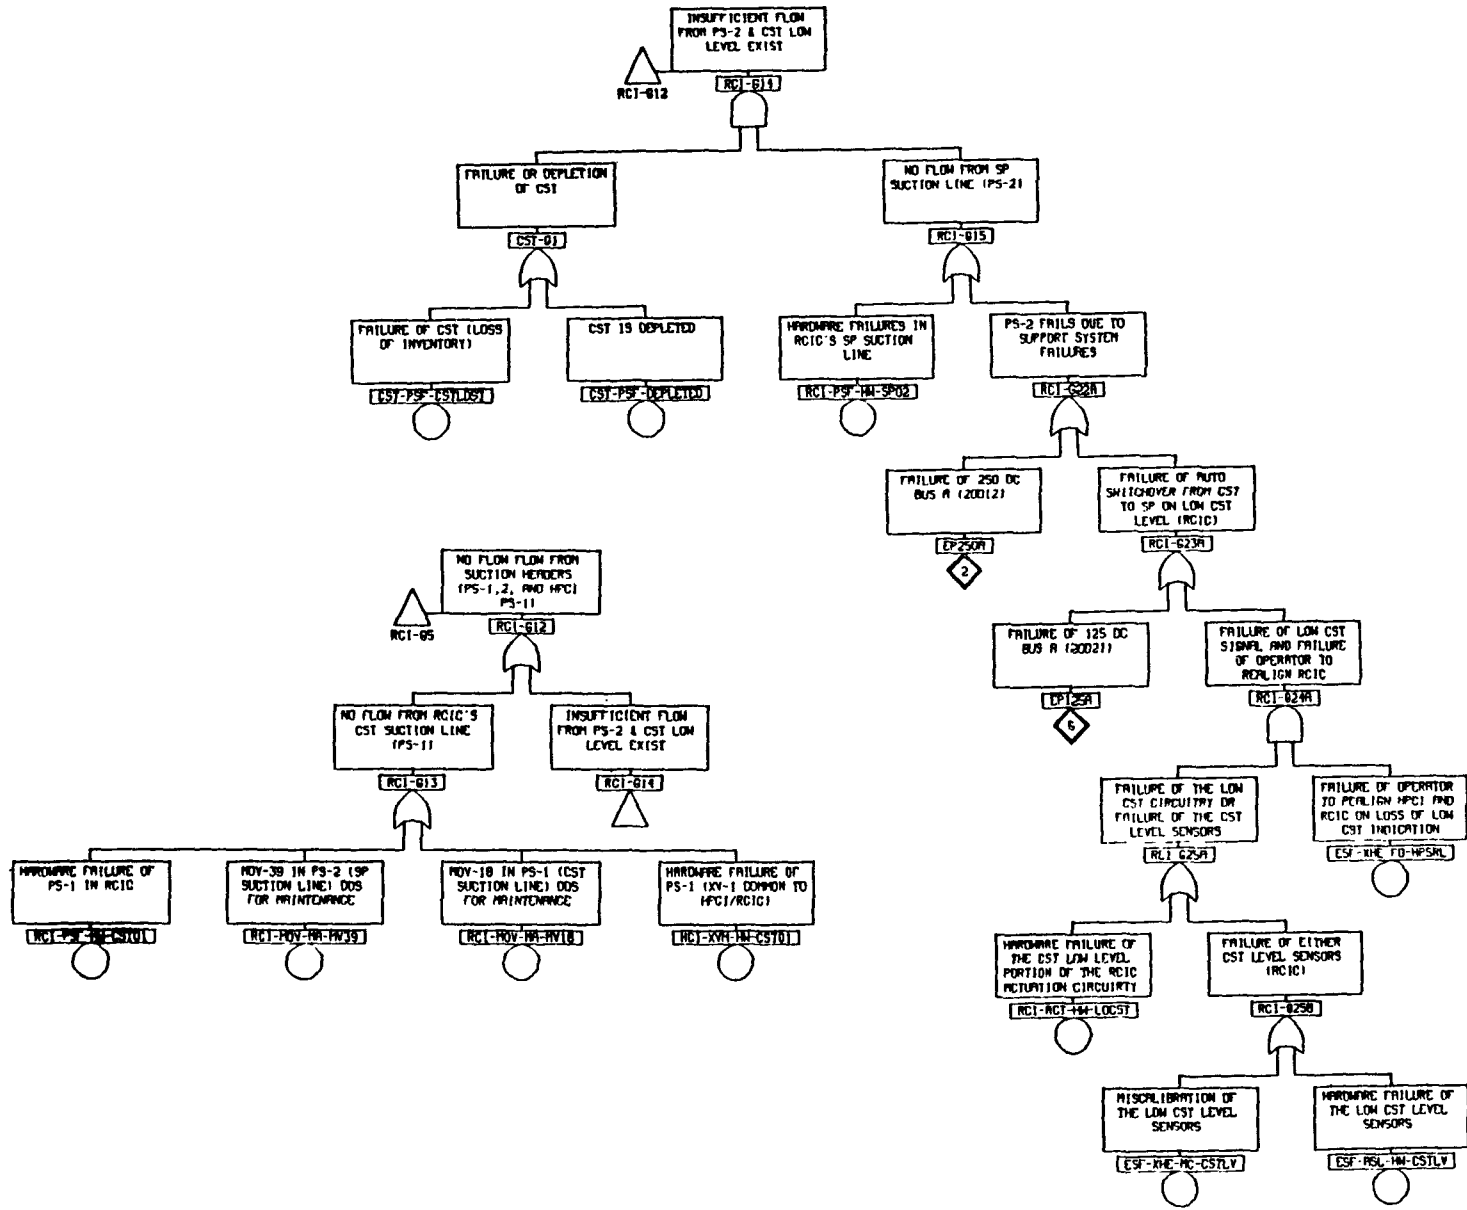 INSUFFICIENT FLOW
FROM PS-2 & CST LOW
LEVEL EXIST
RCI-G12
RCI-G14
FAILURE OR DEPLETION
OF CST
CST-G1
NO FLOW FROM SP
SUCTION LINE (PS-2)
RCI-G15
FAILURE OF CST (LOSS
OF INVENTORY)
CST-PSF-CSTLOST
CST IS DEPLETED
CST-PSF-DEPLETED
HARDWARE FAILURES IN
RCIC'S SP SUCTION
LINE
RCI-PSF-HW-SP02
PS-2 FAILS DUE TO
SUPPORT SYSTEM
FAILURES
RCI-G22A
FAILURE OF 250 DC
BUS A (20D12)
EP250A
2
FAILURE OF AUTO
SWITCHOVER FROM CST
TO SP ON LOW CST
LEVEL (RCIC)
RCI-G23A
NO FLOW FLOW FROM
SUCTION HEADERS
(PS-1,2, AND HPCI
PS-1)
RCI-G5
RCI-G12
FAILURE OF 125 DC
BUS A (20D21)
EP125A
6
FAILURE OF LOW CST
SIGNAL AND FAILURE
OF OPERATOR TO
REALIGN RCIC
RCI-G24A
NO FLOW FROM RCIC'S
CST SUCTION LINE
(PS-1)
RCI-G13
INSUFFICIENT FLOW
FROM PS-2 & CST LOW
LEVEL EXIST
RCI-G14
FAILURE OF THE LOW
CST CIRCUITRY OR
FAILURE OF THE CST
LEVEL SENSORS
RCI-G25A
FAILURE OF OPERATOR
TO REALIGN HPCI AND
RCIC ON LOSS OF LOW
CST INDICATION
ESF-XHE-FO-HPSRL
HARDWARE FAILURE OF
PS-1 IN RCIC
RCI-PSF-HW-CST01
MOV-39 IN PS-2 (SP
SUCTION LINE) OOS
FOR MAINTENANCE
RCI-MOV-MA-MV39
MOV-18 IN PS-1 (CST
SUCTION LINE) OOS
FOR MAINTENANCE
RCI-MOV-MA-MV18
HARDWARE FAILURE OF
PS-1 (XV-1 COMMON TO
HPCI/RCIC)
RCI-XVM-HW-CST01
HARDWARE FAILURE OF
THE CST LOW LEVEL
PORTION OF THE RCIC
ACTUATION CIRCUIRTY
RCI-ACT-HW-LOCST
FAILURE OF EITHER
CST LEVEL SENSORS
(RCIC)
RCI-G25B
MISCALIBRATION OF
THE LOW CST LEVEL
SENSORS
ESF-XHE-MC-CSTLV
HARDWARE FAILURE OF
THE LOW CST LEVEL
SENSORS
ESF-ASL-HW-CSTLV